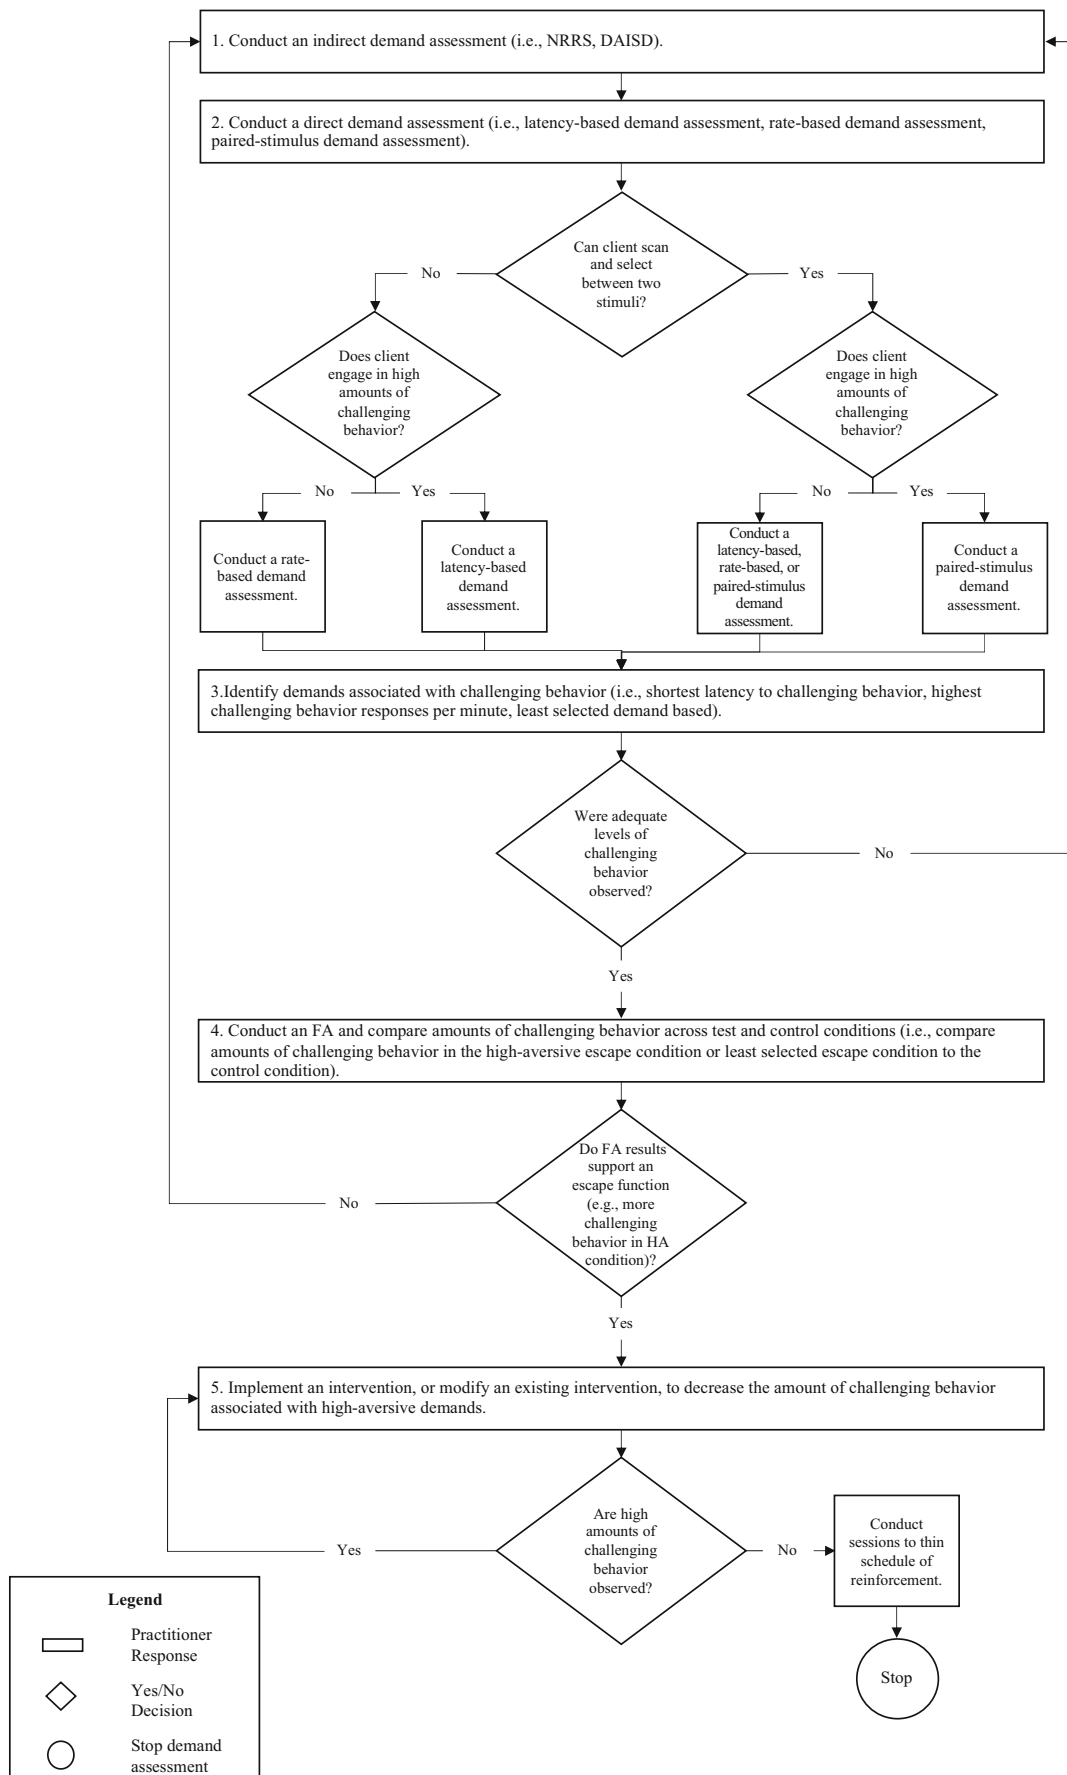 1. Conduct an indirect demand assessment (i.e., NRRS, DAISD).
2. Conduct a direct demand assessment (i.e., latency-based demand assessment, rate-based demand assessment,
paired-stimulus demand assessment).
Can client scan
and select
between two
stimuli?
No
Yes
Does client
engage in high
amounts of
challenging
behavior?
Does client
engage in high
amounts of
challenging
behavior?
No
Yes
No
Yes
Conduct a rate-
based demand
assessment.
Conduct a
latency-based
demand
assessment.
Conduct a
latency-based,
rate-based, or
paired-stimulus
demand
assessment.
Conduct a
paired-stimulus
demand
assessment.
3.Identify demands associated with challenging behavior (i.e., shortest latency to challenging behavior, highest
challenging behavior responses per minute, least selected demand based).
Were adequate
levels of
challenging
behavior
observed?
No
Yes
4. Conduct an FA and compare amounts of challenging behavior across test and control conditions (i.e., compare
amounts of challenging behavior in the high-aversive escape condition or least selected escape condition to the
control condition).
Do FA results
support an
escape function
(e.g., more
challenging
behavior in HA
condition)?
No
Yes
5. Implement an intervention, or modify an existing intervention, to decrease the amount of challenging behavior
associated with high-aversive demands.
Are high
amounts of
challenging
behavior
observed?
Yes
No
Conduct
sessions to thin
schedule of
reinforcement.
Stop
Legend
Practitioner
Response
Yes/No
Decision
Stop demand
assessment